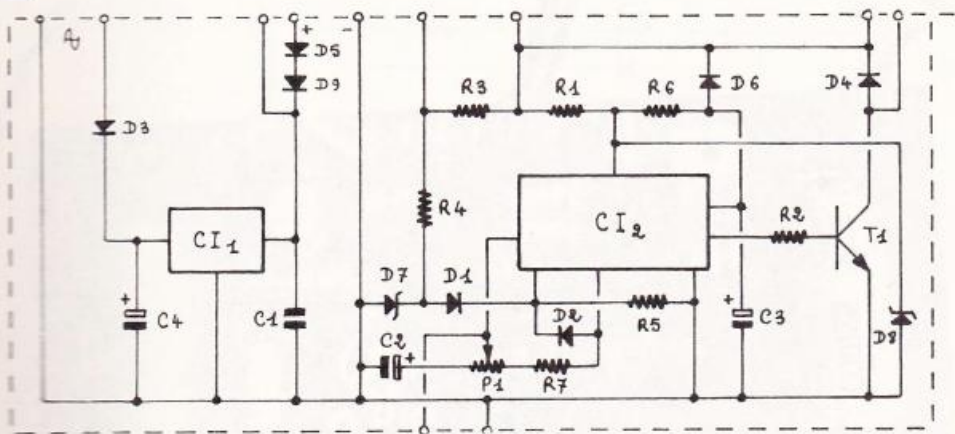 +
-
D5
D9
D3
R3
R1
R6
D6
D4
R4
CI1
CI2
R2
T1
D7
D1
+
C4
C1
C2
+
D2
R5
+
C3
D8
P1
R7